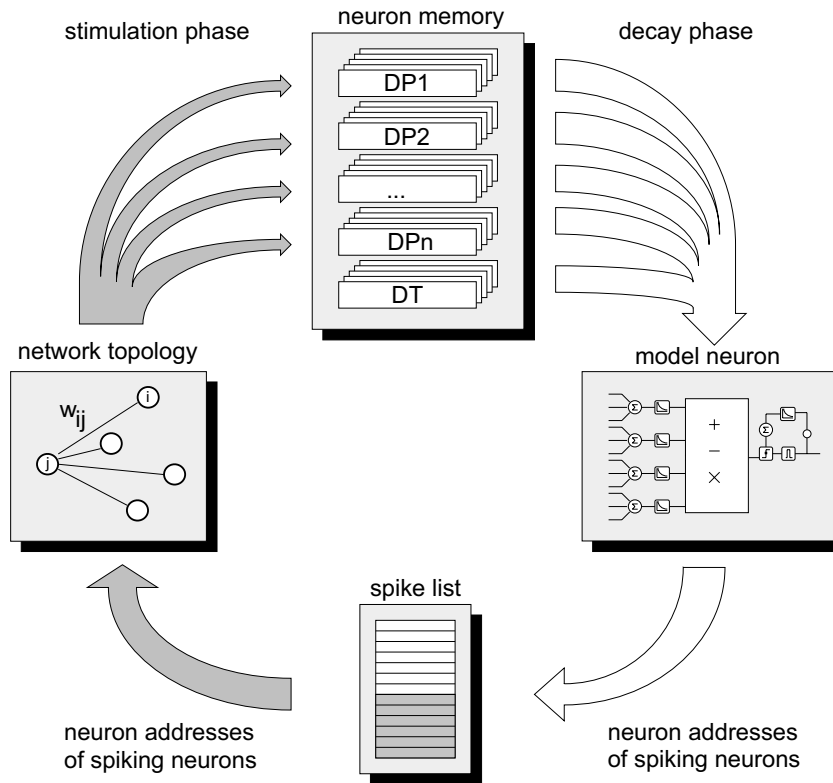 stimulation phase
neuron memory
decay phase
DP1
DP2
...
DPn
DT
network topology
model neuron
w_ij
i
j
Σ
Σ
Σ
Σ
+
−
×
Σ
spike list
neuron addresses
of spiking neurons
neuron addresses
of spiking neurons